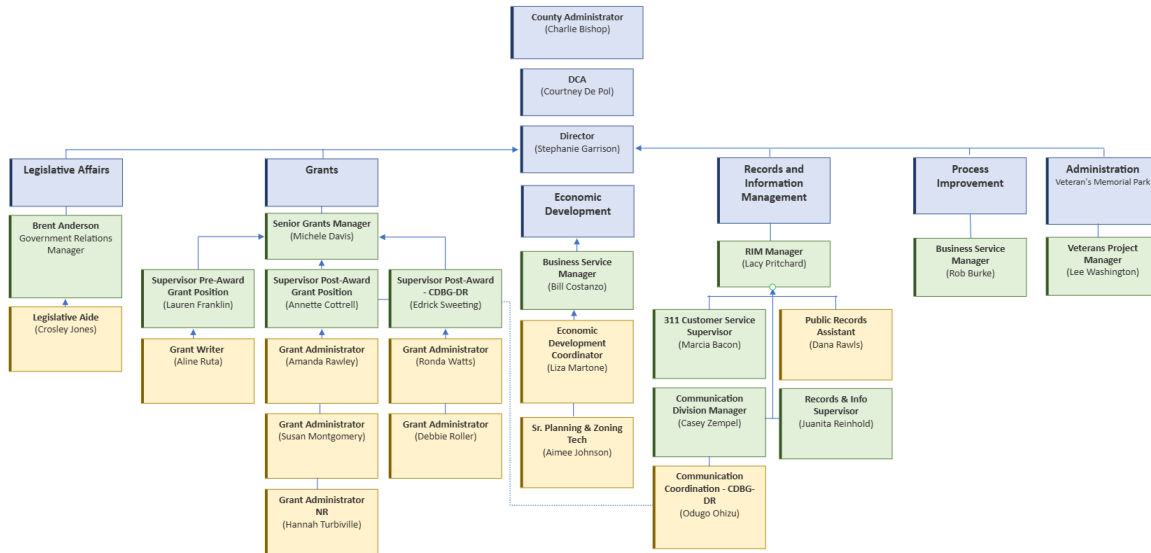 County Administrator
(Charlie Bishop)
DCA
(Courtney De Pol)
Director
(Stephanie Garrison)
Legislative Affairs
Grants
Economic
Development
Records and
Information
Management
Process
Improvement
Administration
Veteran's Memorial Park
Brent Anderson
Government Relations
Manager
Legislative Aide
(Crosley Jones)
Senior Grants Manager
(Michele Davis)
Supervisor Pre-Award
Grant Position
(Lauren Franklin)
Supervisor Post-Award
Grant Position
(Annette Cottrell)
Supervisor Post-Award
- CDBG-DR
(Edrick Sweeting)
Grant Writer
(Aline Ruta)
Grant Administrator
(Amanda Rawley)
Grant Administrator
(Ronda Watts)
Grant Administrator
(Susan Montgomery)
Grant Administrator
(Debbie Roller)
Grant Administrator
NR
(Hannah Turbiville)
Business Service
Manager
(Bill Costanzo)
Economic
Development
Coordinator
(Liza Martone)
Sr. Planning & Zoning
Tech
(Aimee Johnson)
RIM Manager
(Lacy Pritchard)
311 Customer Service
Supervisor
(Marcia Bacon)
Public Records
Assistant
(Dana Rawls)
Communication
Division Manager
(Casey Zempel)
Records & Info
Supervisor
(Juanita Reinhold)
Communication
Coordination - CDBG-
DR
(Odugo Ohizu)
Business Service
Manager
(Rob Burke)
Veterans Project
Manager
(Lee Washington)